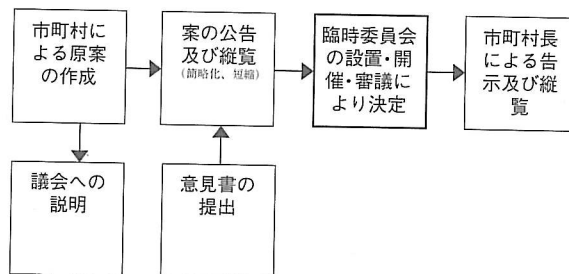 市町村に
よる原案
の作成
案の公告
及び縦覧
(簡略化、短縮)
臨時委員会
の設置・開
催・審議に
より決定
市町村長
による告
示及び縦
覧
議会への
説明
意見書の
提出